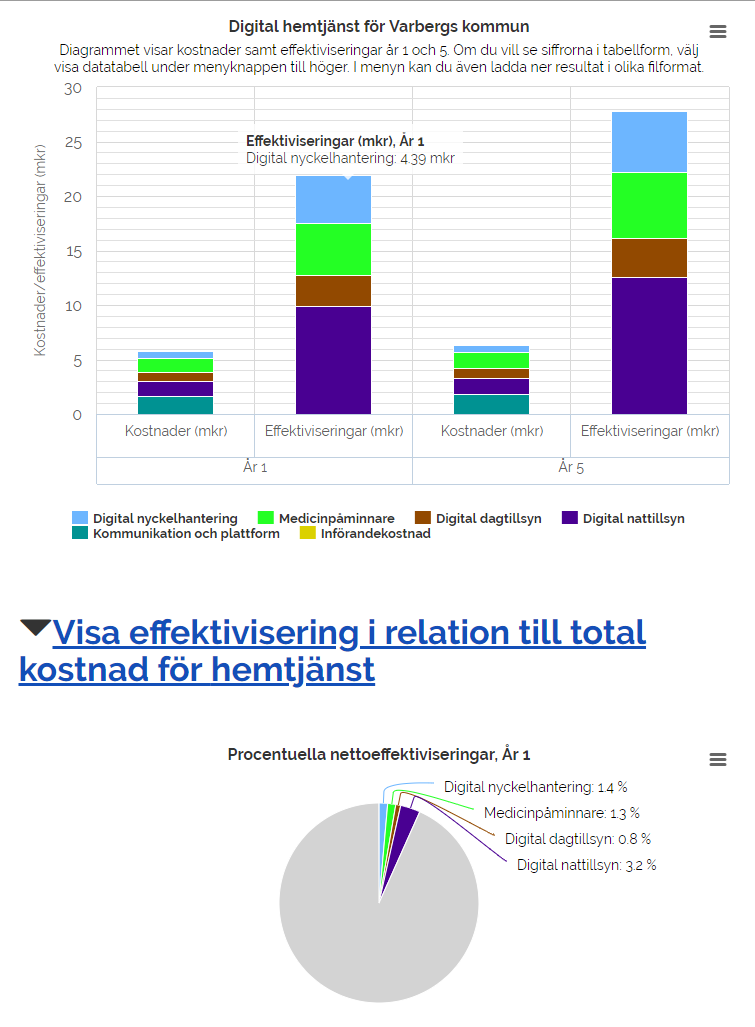 Digital hemtjänst för Varbergs kommun
Diagrammet visar kostnader samt effektiviseringar år 1 och 5. Om du vill se siffrorna i tabellform, välj
visa datatabell under menyknappen till höger. I menyn kan du även ladda ner resultat i olika filformat.
Kostnader/effektiviseringar (mkr)
30
25
20
15
10
5
0
Effektiviseringar (mkr), År 1
Digital nyckelhantering: 4.39 mkr
Kostnader (mkr)
Effektiviseringar (mkr)
Kostnader (mkr)
Effektiviseringar (mkr)
År 1
År 5
Digital nyckelhantering
Medicinpåminnare
Digital dagtillsyn
Digital nattillsyn
Kommunikation och plattform
Införandekostnad
Visa effektivisering i relation till total
kostnad för hemtjänst
Procentuella nettoeffektiviseringar, År 1
Digital nyckelhantering: 1.4 %
Medicinpåminnare: 1.3 %
Digital dagtillsyn: 0.8 %
Digital nattillsyn: 3.2 %